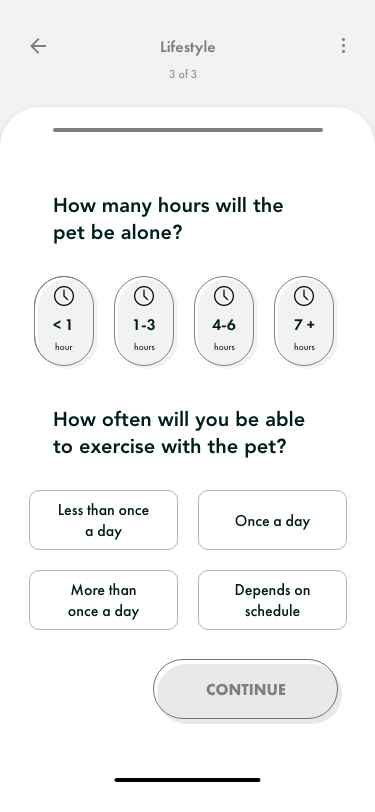 Lifestyle
3 of 3
How many hours will the
pet be alone?
< 1
hour
1-3
hours
4-6
hours
7 +
hours
How often will you be able
to exercise with the pet?
Less than once
a day
Once a day
More than
once a day
Depends on
schedule
CONTINUE